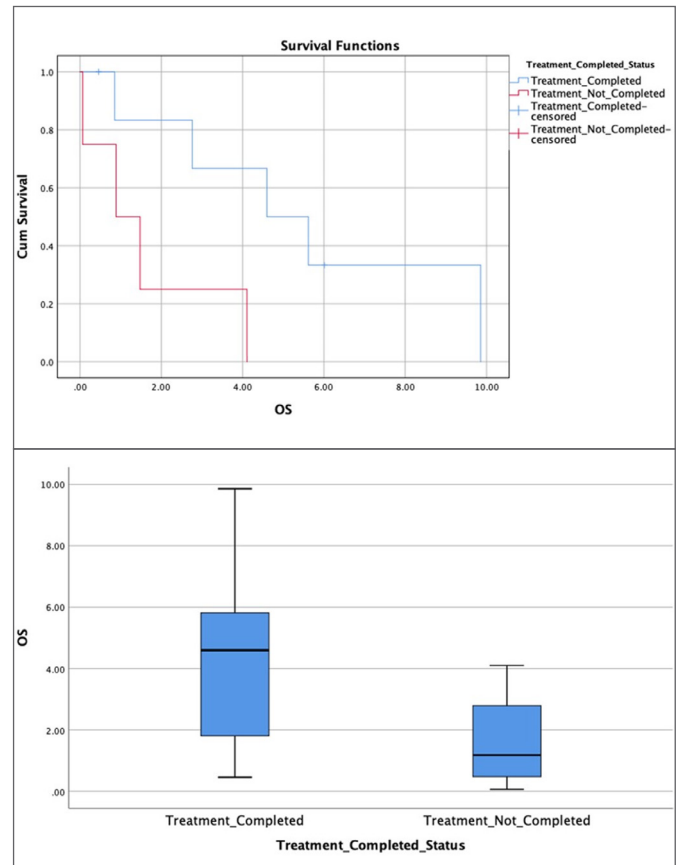 Survival Functions
1.0
0.8
0.6
0.4
0.2
0.0
Cum Survival
.00 2.00 4.00 6.00 8.00 10.00
OS
Treatment_Completed_Status
Treatment_Completed
Treatment_Not_Completed
Treatment_Completed-
censored
Treatment_Not_Completed-
censored
10.00
8.00
6.00
4.00
2.00
.00
OS
Treatment_Completed Treatment_Not_Completed
Treatment_Completed_Status